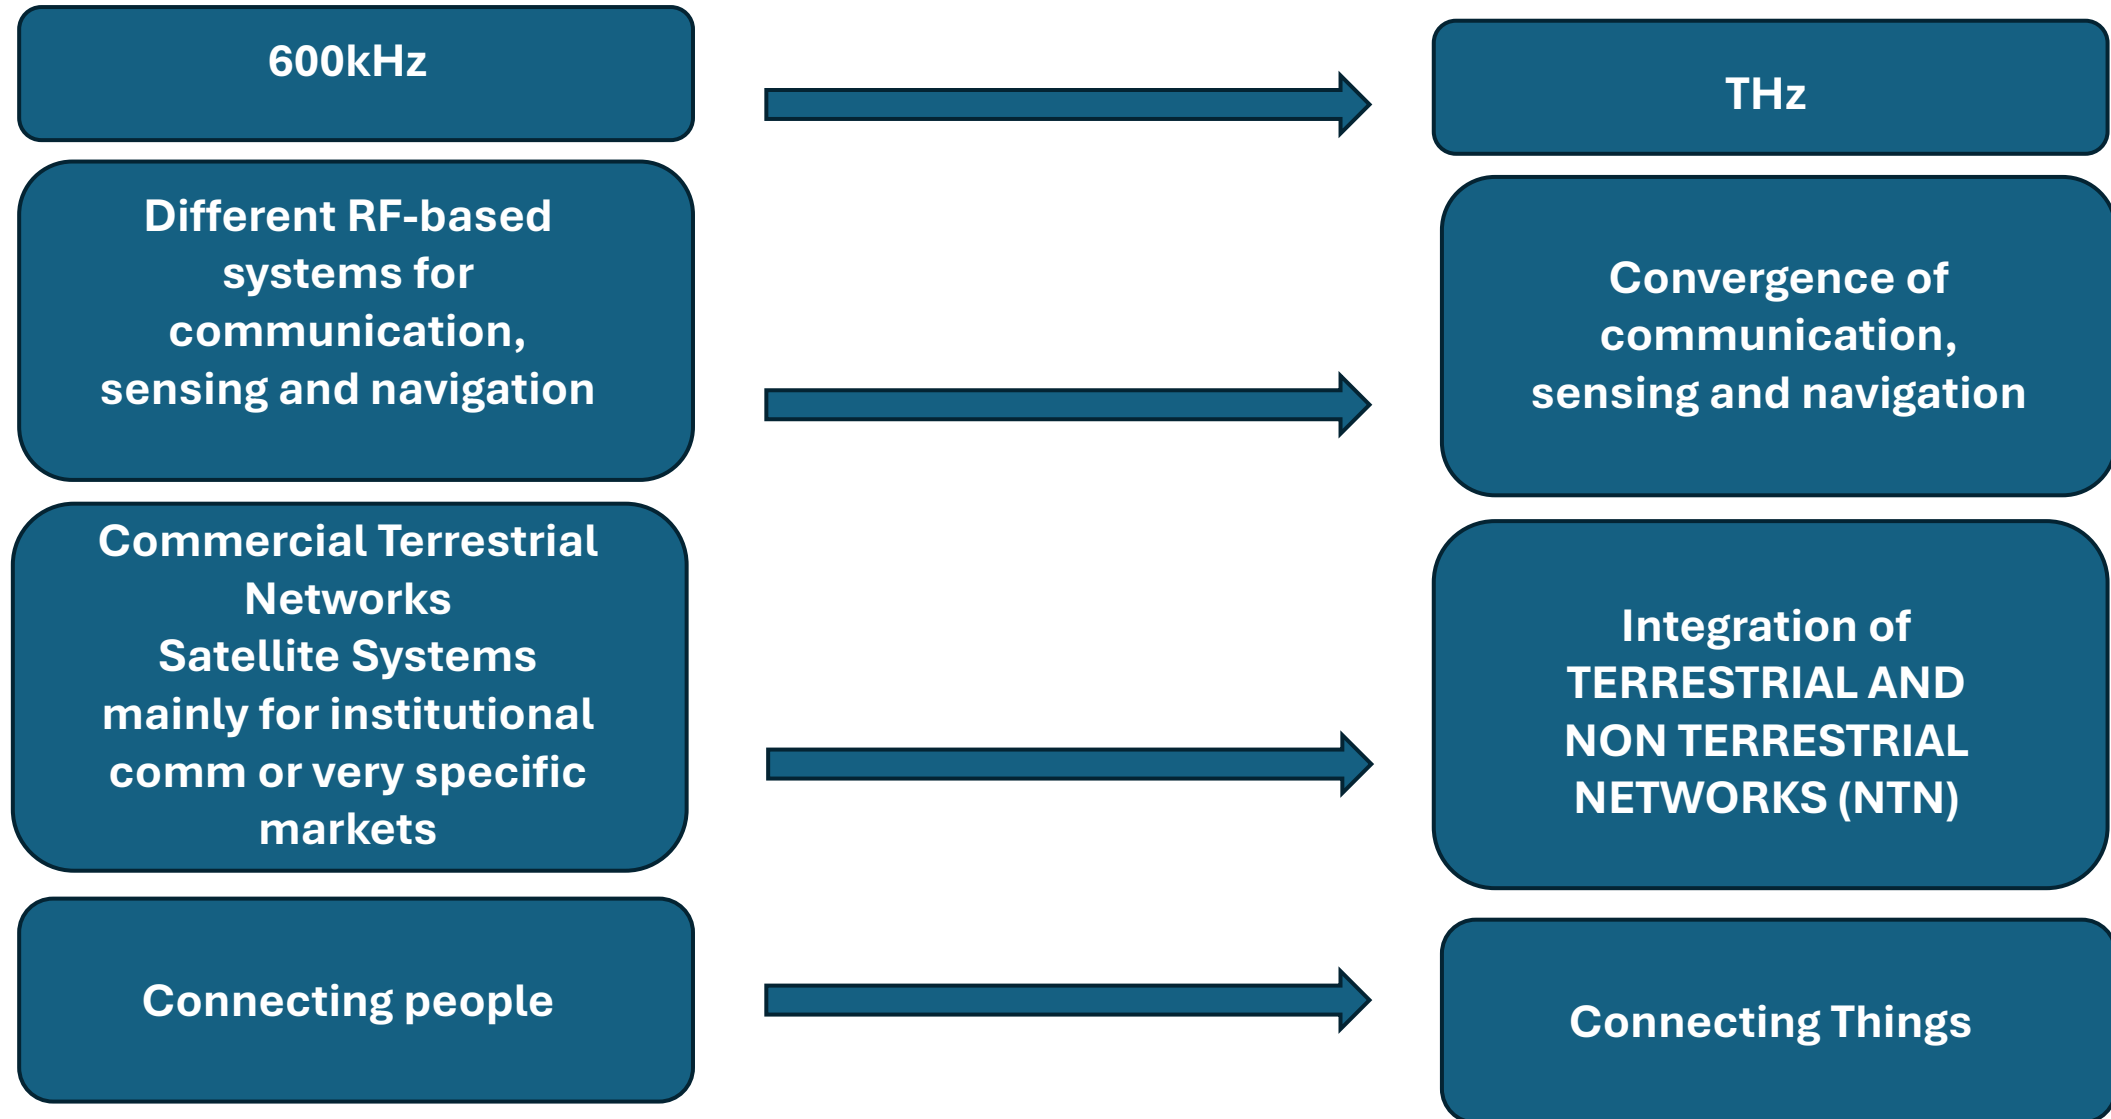 600kHz
THz
Different RF-based
systems for
communication,
sensing and navigation
Convergence of
communication,
sensing and navigation
Commercial Terrestrial
Networks
Satellite Systems
mainly for institutional
comm or very specific
markets
Integration of
TERRESTRIAL AND
NON TERRESTRIAL
NETWORKS (NTN)
Connecting people
Connecting Things